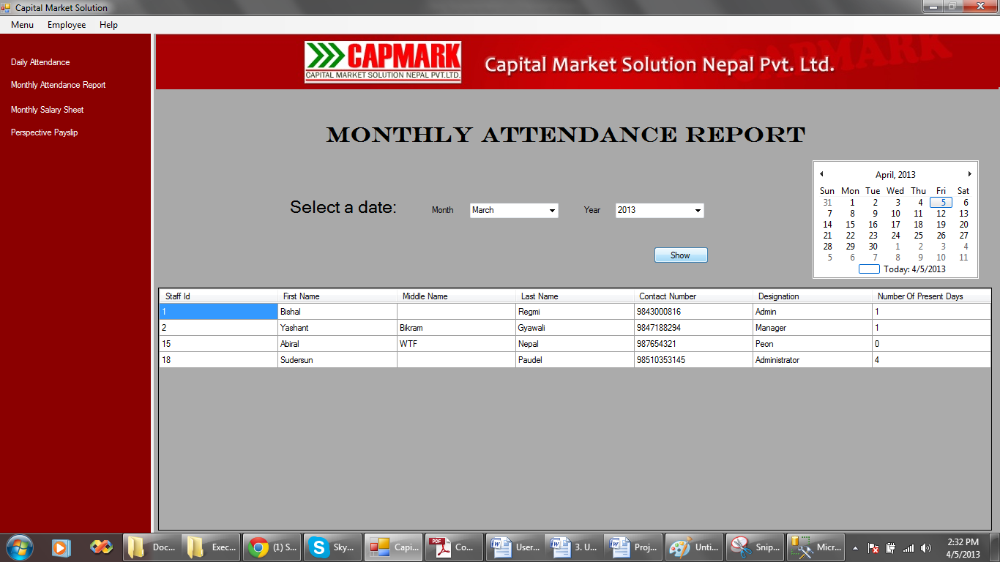 Capital Market Solution
Menu Employee Help
Daily Attendance
Monthly Attendance Report
Monthly Salary Sheet
Perspective Payslip
CAPMARK
CAPITAL MARKET SOLUTION NEPAL PVT.LTD.
Capital Market Solution Nepal Pvt. Ltd.
CAPMARK
MONTHLY ATTENDANCE REPORT
Select a date: Month March Year 2013
Show
April, 2013
Sun Mon Tue Wed Thu Fri Sat
31 1 2 3 4 5 6
7 8 9 10 11 12 13
14 15 16 17 18 19 20
21 22 23 24 25 26 27
28 29 30 1 2 3 4
5 6 7 8 9 10 11
Today: 4/5/2013
Staff Id First Name Middle Name Last Name Contact Number Designation Number Of Present Days
1 Bishal Regmi 9843000816 Admin 1
2 Yashant Bikram Gyawali 9847188294 Manager 1
15 Abiral WTF Nepal 987654321 Peon 0
18 Sudersun Paudel 98510353145 Administrator 4
Doc... Exec... (1) S... Sky... Capi... PDF Co... User... 3. U... Proj... Unti... Snip... Micr... 2:32 PM
4/5/2013